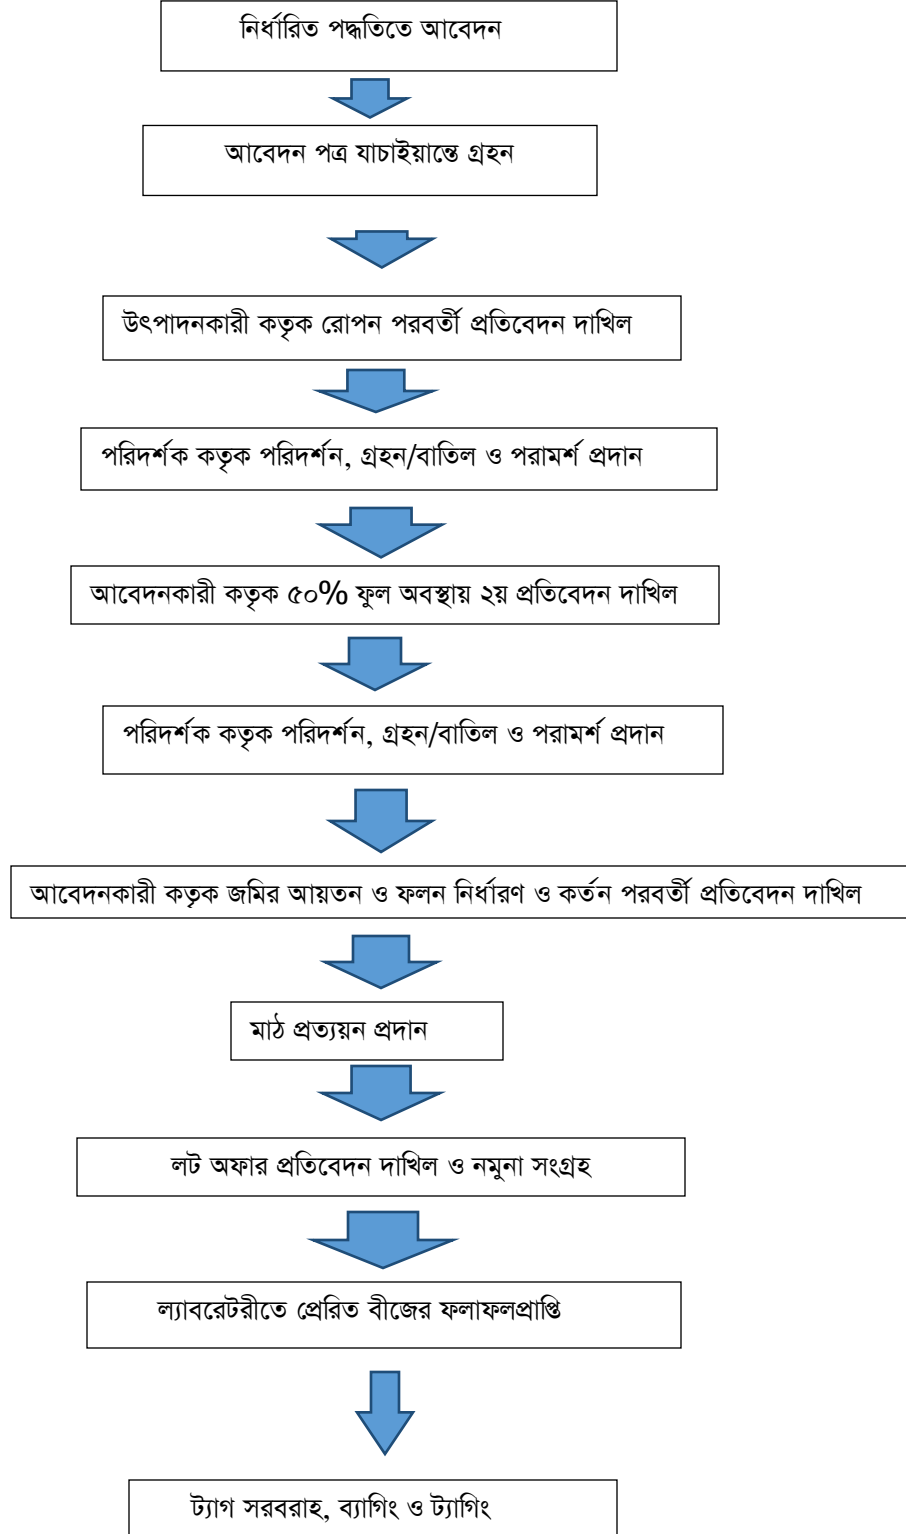 নির্ধারিত পদ্ধতিতে আবেদন
আবেদন পত্র যাচাইয়ান্তে গ্রহন
উৎপাদনকারী কতৃক রোপন পরবর্তী প্রতিবেদন দাখিল
পরিদর্শক কতৃক পরিদর্শন, গ্রহন/বাতিল ও পরামর্শ প্রদান
আবেদনকারী কতৃক ৫০% ফুল অবস্থায় ২য় প্রতিবেদন দাখিল
পরিদর্শক কতৃক পরিদর্শন, গ্রহন/বাতিল ও পরামর্শ প্রদান
আবেদনকারী কতৃক জমির আয়তন ও ফলন নির্ধারণ ও কর্তন পরবর্তী প্রতিবেদন দাখিল
মাঠ প্রত্যয়ন প্রদান
লট অফার প্রতিবেদন দাখিল ও নমুনা সংগ্রহ
ল্যাবরেটরীতে প্রেরিত বীজের ফলাফলপ্রাপ্তি
ট্যাগ সরবরাহ, ব্যাগিং ও ট্যাগিং